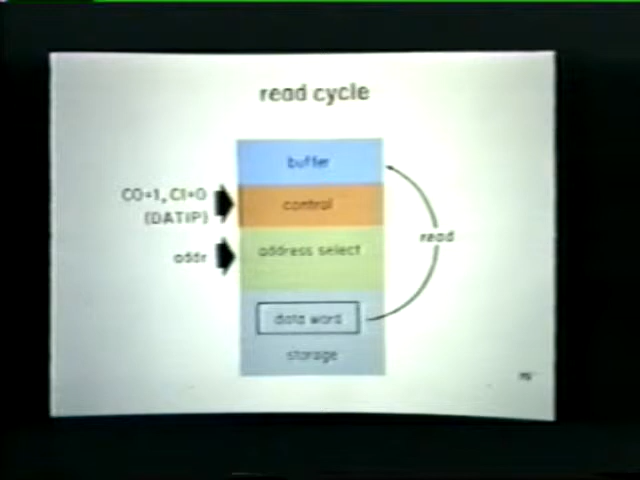 read cycle
buffer
C0=1, C1=0
(DATIP)
control
addr
address select
read
data word
storage